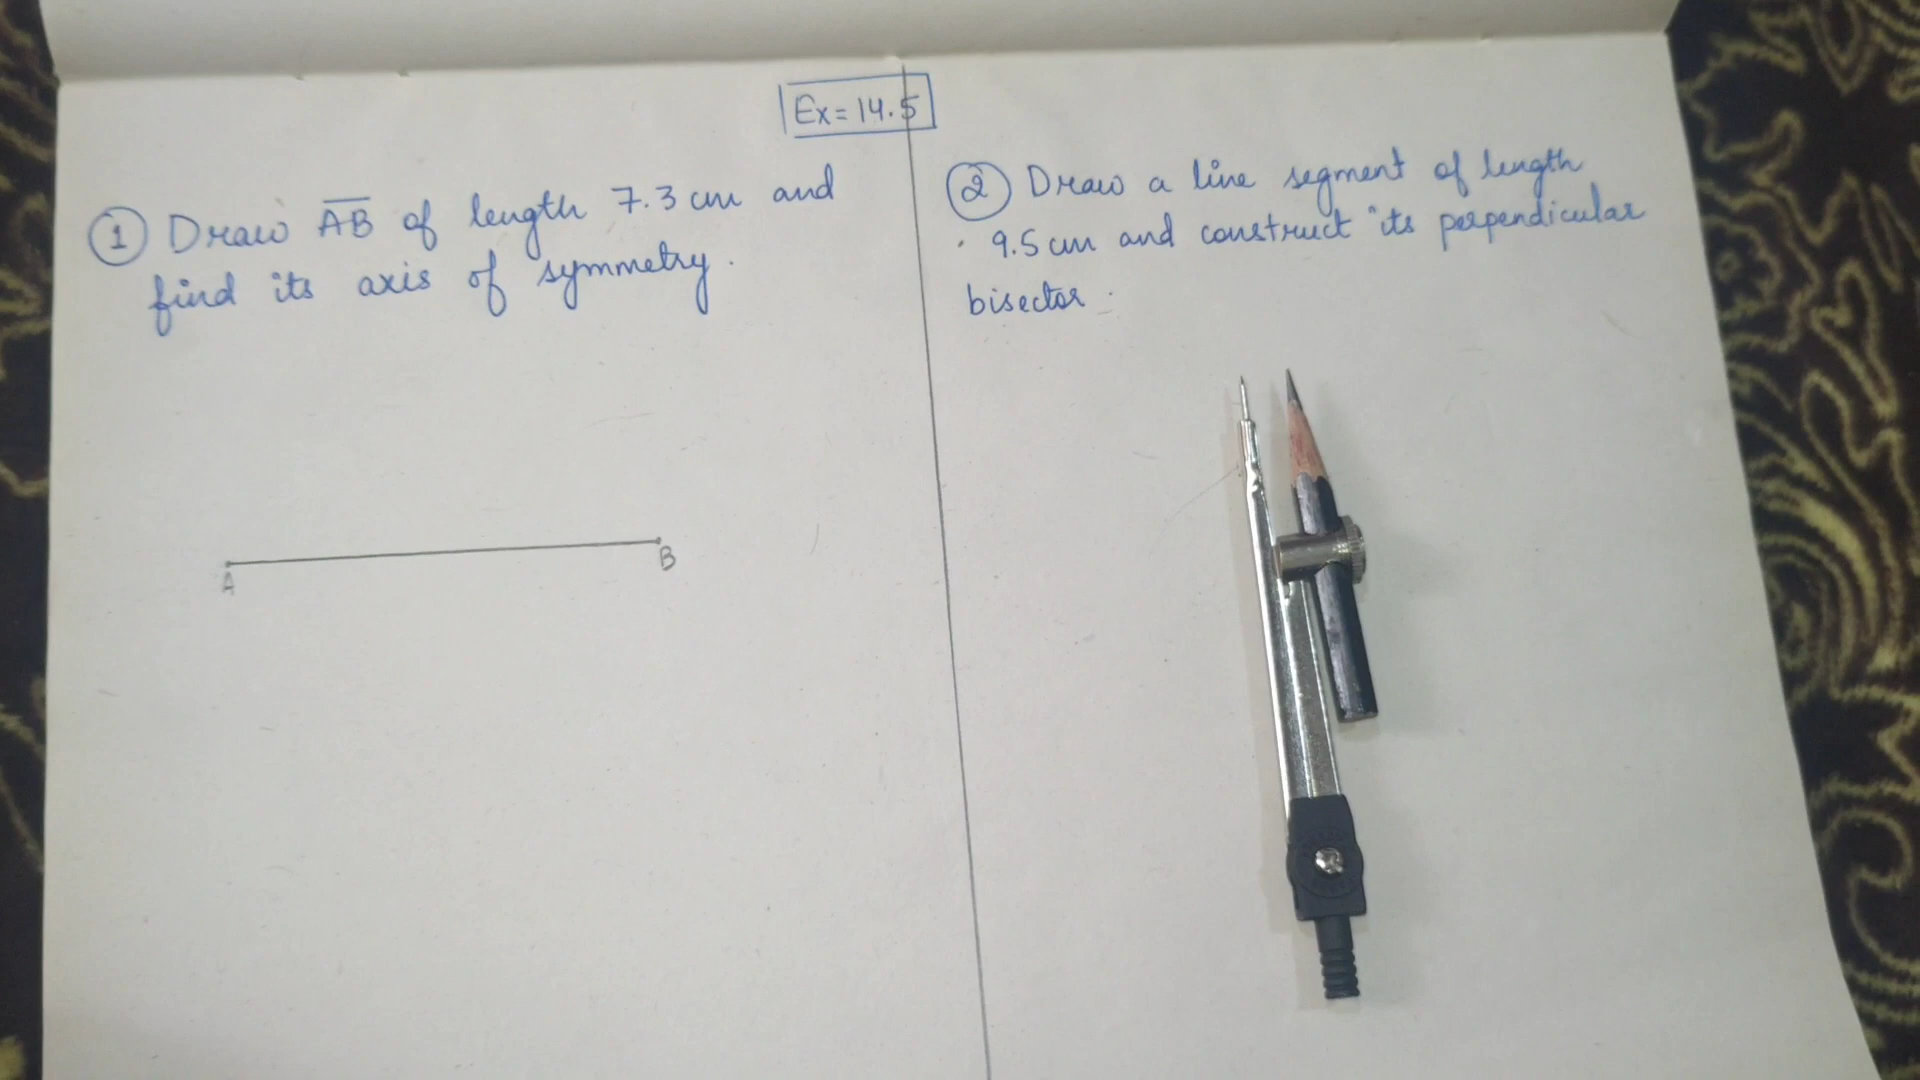 Ex = 14.5
1 Draw A̅B̅ of length 7.3 cm and
find its axis of symmetry.
2 Draw a line segment of length
9.5 cm and construct its perpendicular
bisector.
A
B